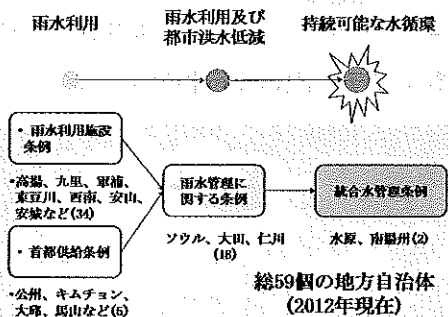 雨水利用
雨水利用及び
都市洪水低減
持続可能な水循環
・雨水利用施設
条例
・高揚、九里、軍浦、
東豆川、西南、安山、
安城など(34)
・首都供給条例
・公州、キムチョン、
大邱、馬山など(5)
雨水管理に
関する条例
ソウル、大田、仁川
(18)
統合水管理条例
水原、南揚州(2)
総59個の地方自治体
(2012年現在)